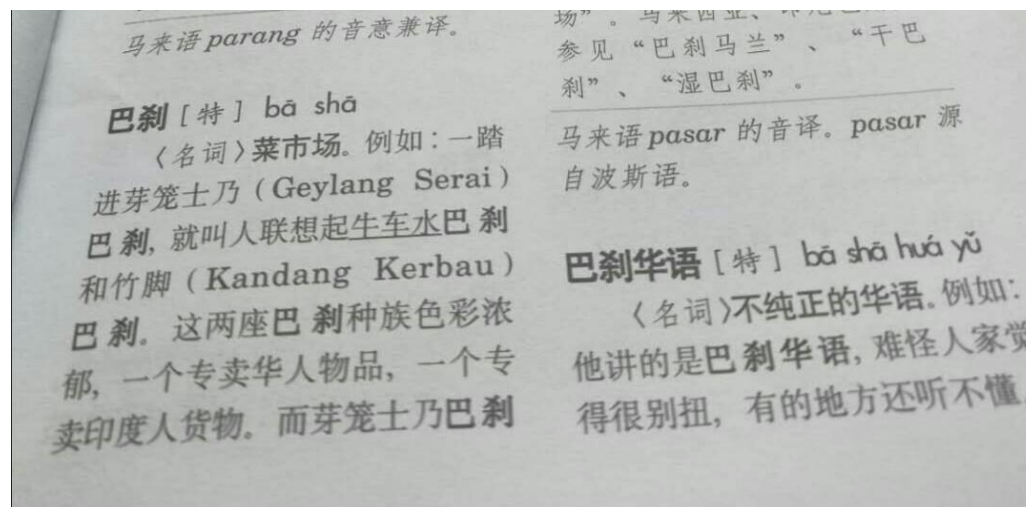 马来语 parang 的音意兼译。
巴刹 [特] bā shā
〈名词〉菜市场。例如：一踏
进芽笼士乃（Geylang Serai）
巴刹，就叫人联想起牛车水巴刹
和竹脚（Kandang Kerbau）
巴刹。这两座巴刹种族色彩浓
郁，一个专卖华人物品，一个专
卖印度人货物。而芽笼士乃巴刹
场”。马来西亚、
参见“巴刹马兰”、“干巴
刹”、“湿巴刹”。
马来语 pasar 的音译。pasar 源
自波斯语。
巴刹华语 [特] bā shā huá yǔ
〈名词〉不纯正的华语。例如：
他讲的是巴刹华语，难怪人家觉
得很别扭，有的地方还听不懂